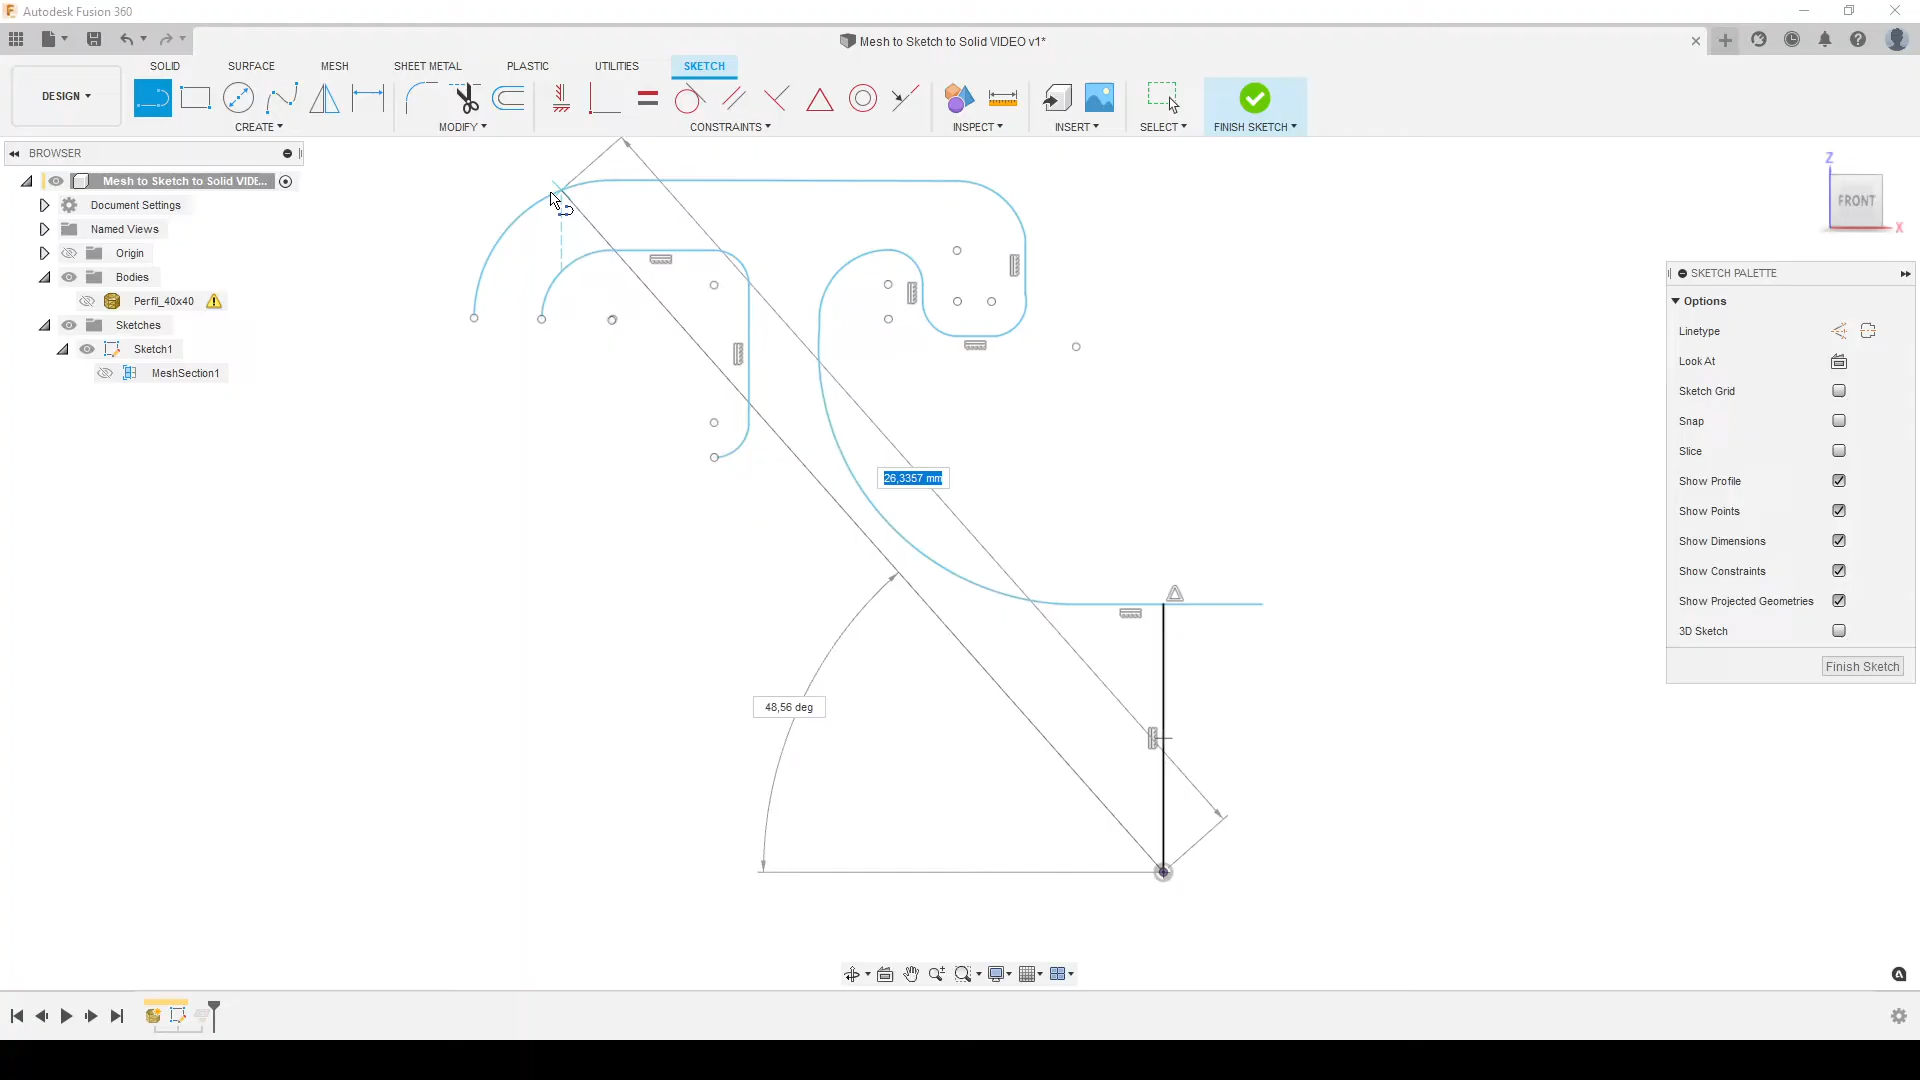 Autodesk Fusion 360
Mesh to Sketch to Solid VIDEO v1*
SOLID SURFACE MESH SHEET METAL PLASTIC UTILITIES SKETCH
DESIGN
CREATE MODIFY CONSTRAINTS INSPECT INSERT SELECT FINISH SKETCH
BROWSER
Mesh to Sketch to Solid VIDE...
Document Settings
Named Views
Origin
Bodies
Perfil_40x40
Sketches
Sketch1
MeshSection1
Z
FRONT
X
SKETCH PALETTE
Options
Linetype
Look At
Sketch Grid
Snap
Slice
Show Profile
Show Points
Show Dimensions
Show Constraints
Show Projected Geometries
3D Sketch
Finish Sketch
26,3357 mm
48,56 deg